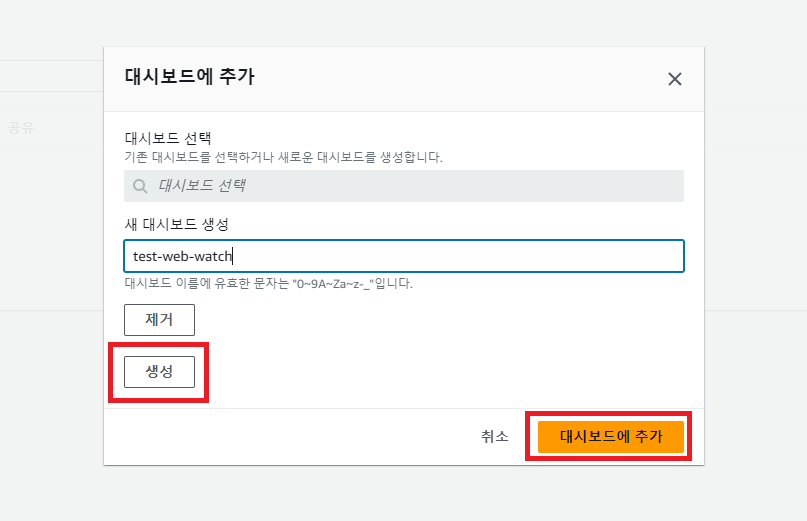 대시보드에 추가
공유
대시보드 선택
기존 대시보드를 선택하거나 새로운 대시보드를 생성합니다.
대시보드 선택
새 대시보드 생성
test-web-watch
대시보드 이름에 유효한 문자는 "0~9A~Za~z-_"입니다.
제거
생성
취소
대시보드에 추가